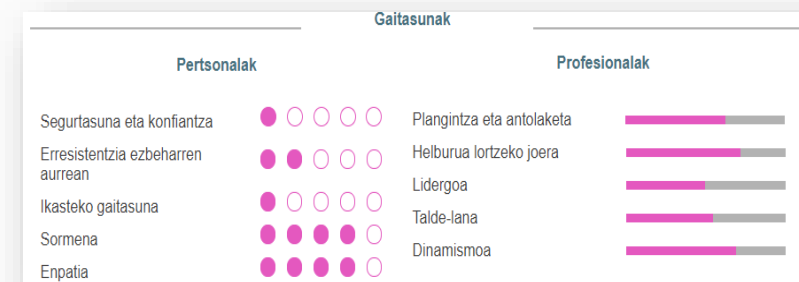 Gaitasunak
Pertsonalak
Segurtasuna eta konfiantza
Erresistentzia ezbeharren
aurrean
Ikasteko gaitasuna
Sormena
Enpatia
Profesionalak
Plangintza eta antolaketa
Helburua lortzeko joera
Lidergoa
Talde-lana
Dinamismoa